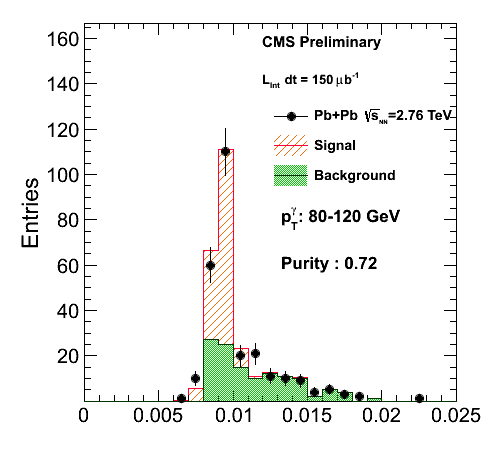 CMS Preliminary
L_Int dt = 150 μb⁻¹
Pb+Pb √s_NN=2.76 TeV
Signal
Background
p_T^γ: 80-120 GeV
Purity : 0.72
Entries
160
140
120
100
80
60
40
20
0 0.005 0.01 0.015 0.02 0.025